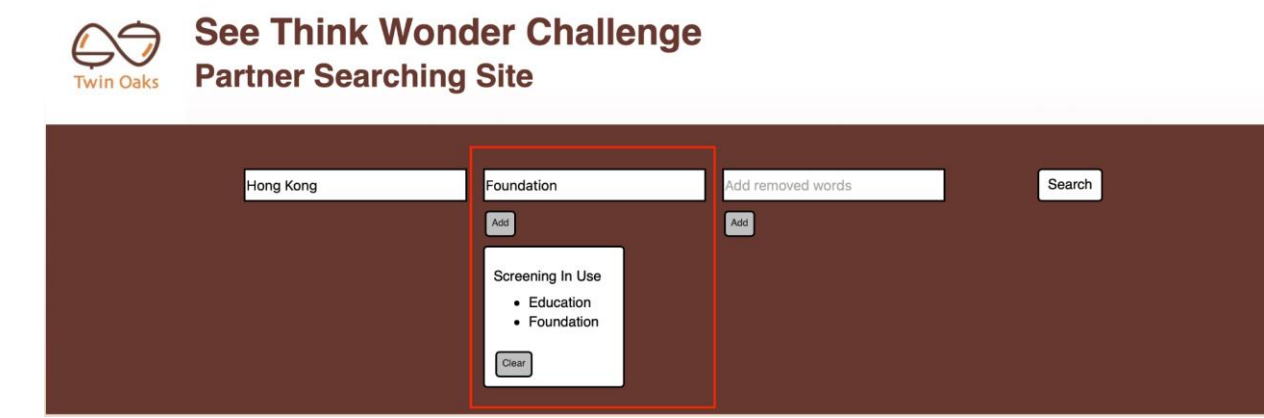 See Think Wonder Challenge
Twin Oaks
Partner Searching Site
Hong Kong
Foundation
Add removed words
Search
Add
Add
Screening In Use
• Education
• Foundation
Clear